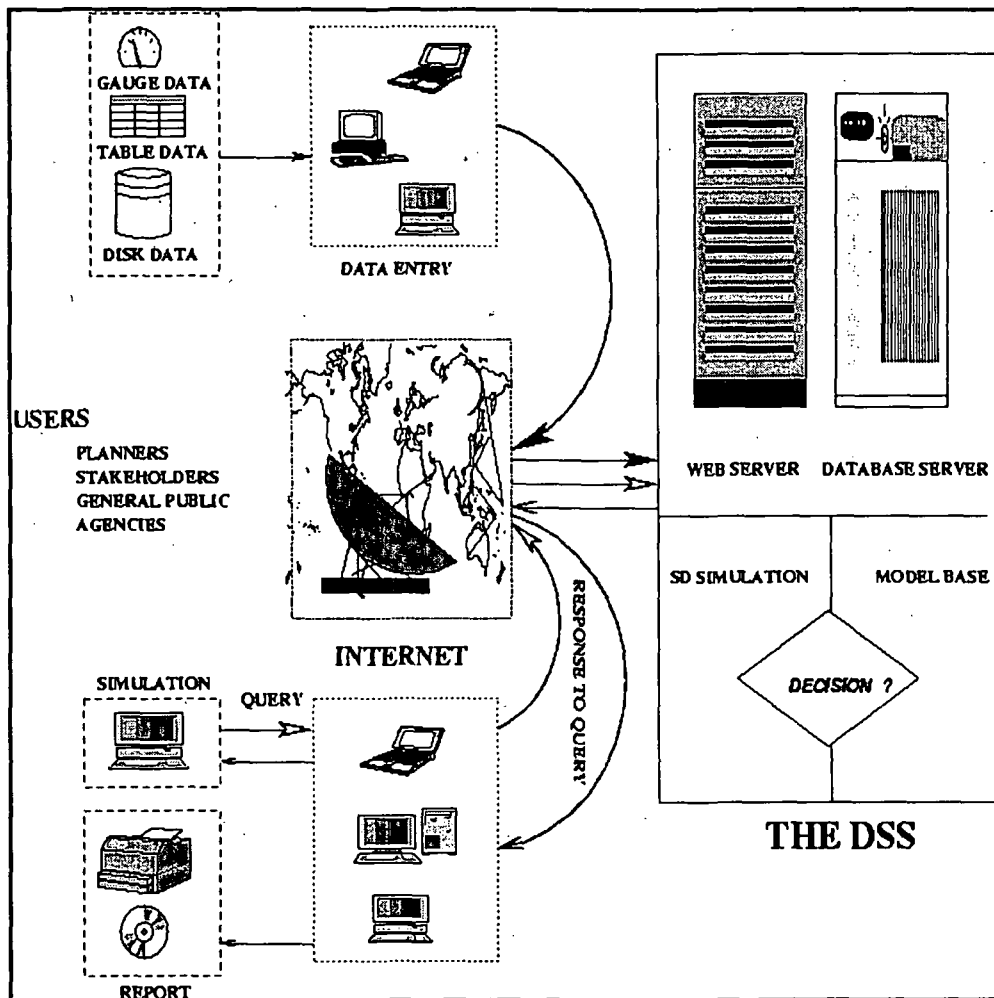 GAUGE DATA
TABLE DATA
DISK DATA
DATA ENTRY
USERS
PLANNERS
STAKEHOLDERS
GENERAL PUBLIC
AGENCIES
INTERNET
WEB SERVER
DATABASE SERVER
SD SIMULATION
MODEL BASE
DECISION ?
THE DSS
RESPONSE TO QUERY
SIMULATION
QUERY
REPORT